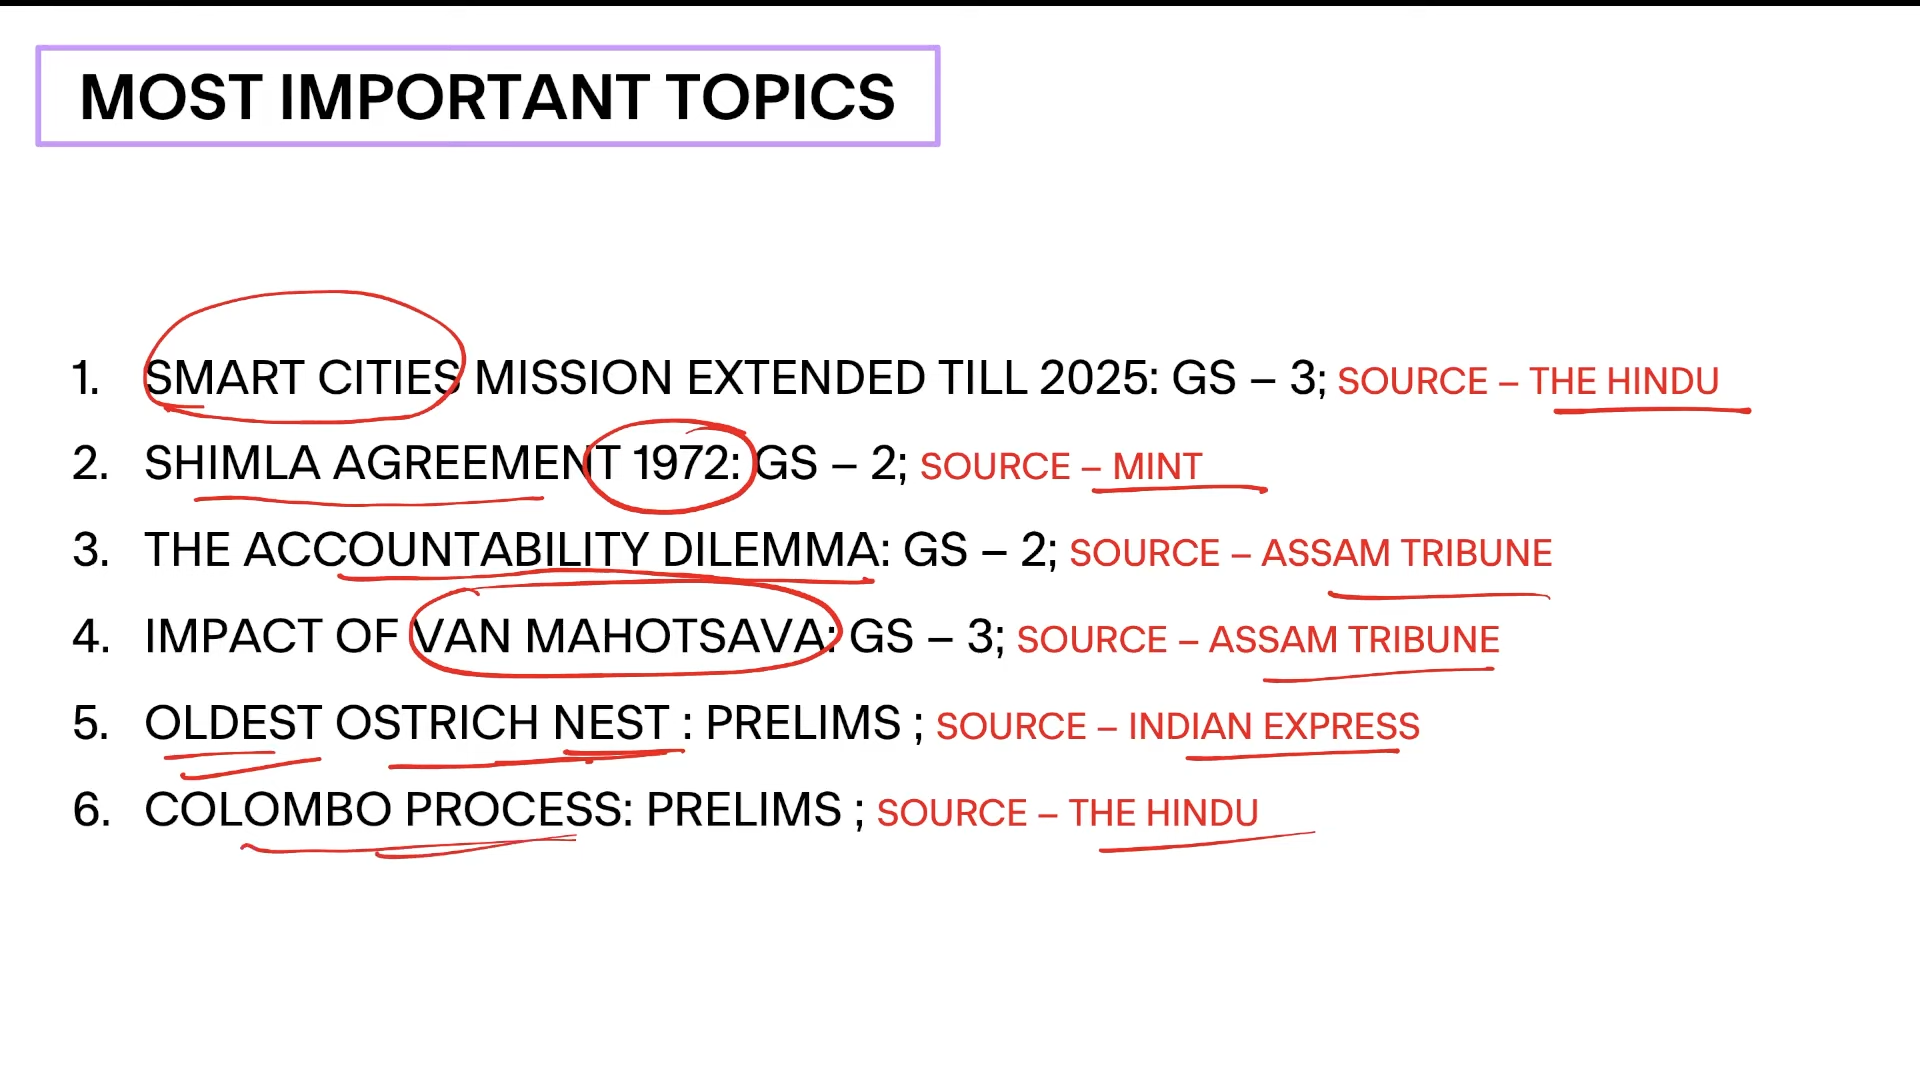 MOST IMPORTANT TOPICS
1. SMART CITIES MISSION EXTENDED TILL 2025: GS – 3; SOURCE – THE HINDU
2. SHIMLA AGREEMENT 1972: GS – 2; SOURCE – MINT
3. THE ACCOUNTABILITY DILEMMA: GS – 2; SOURCE – ASSAM TRIBUNE
4. IMPACT OF VAN MAHOTSAVA: GS – 3; SOURCE – ASSAM TRIBUNE
5. OLDEST OSTRICH NEST : PRELIMS ; SOURCE – INDIAN EXPRESS
6. COLOMBO PROCESS: PRELIMS ; SOURCE – THE HINDU